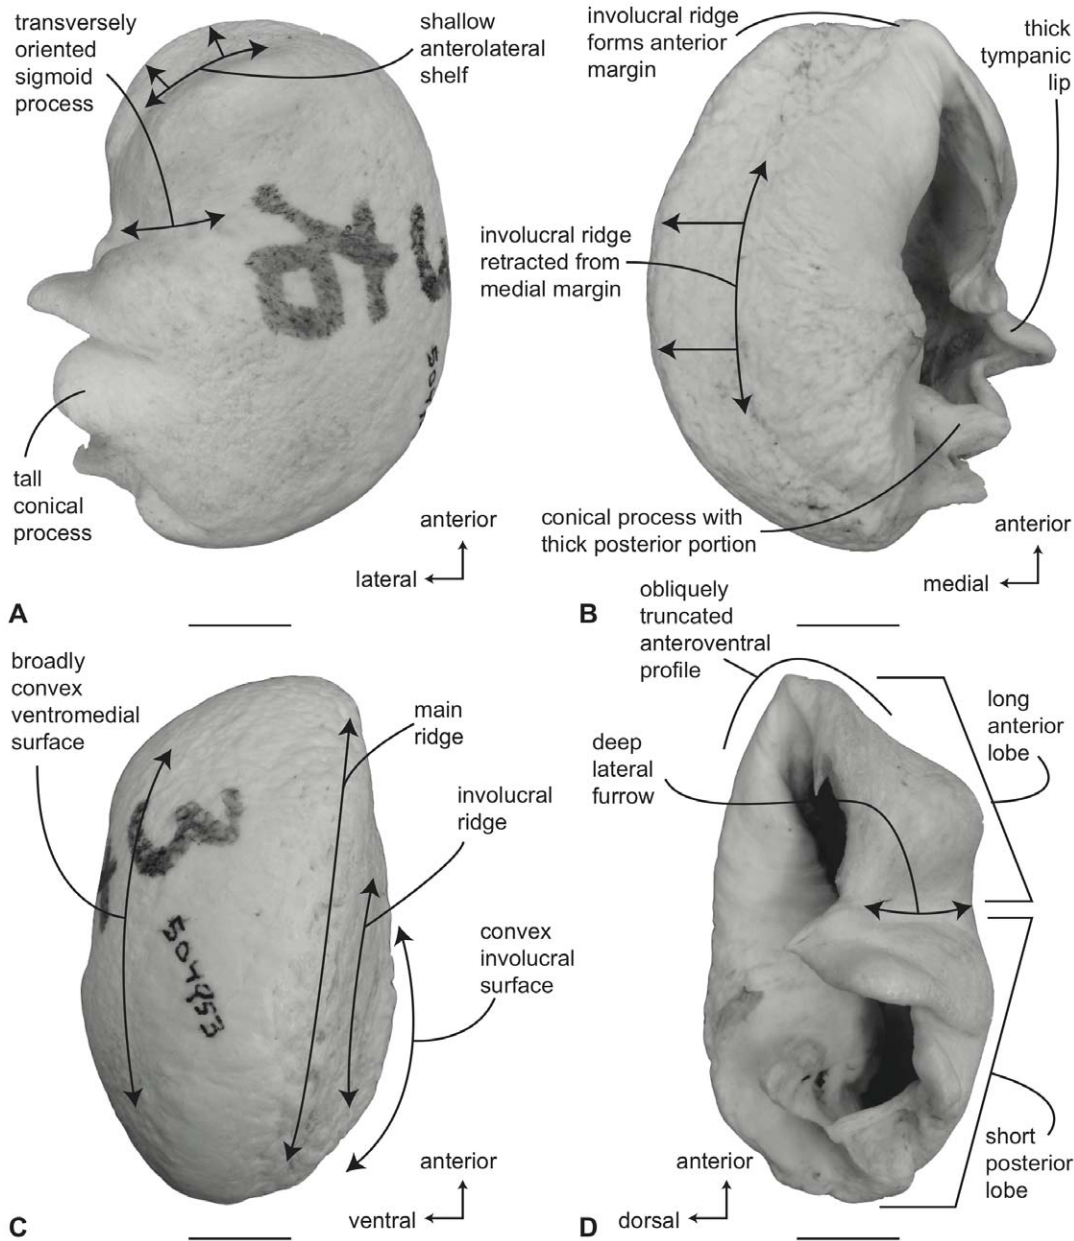 transversely
oriented
sigmoid
process
shallow
anterolateral
shelf
tall
conical
process
anterior
lateral
A
involucral ridge
forms anterior
margin
thick
tympanic
lip
involucral ridge
retracted from
medial margin
conical process with
thick posterior portion
anterior
medial
B
broadly
convex
ventromedial
surface
main
ridge
involucral
ridge
convex
involucral
surface
504953
anterior
ventral
C
obliquely
truncated
anteroventral
profile
deep
lateral
furrow
long
anterior
lobe
short
posterior
lobe
anterior
dorsal
D